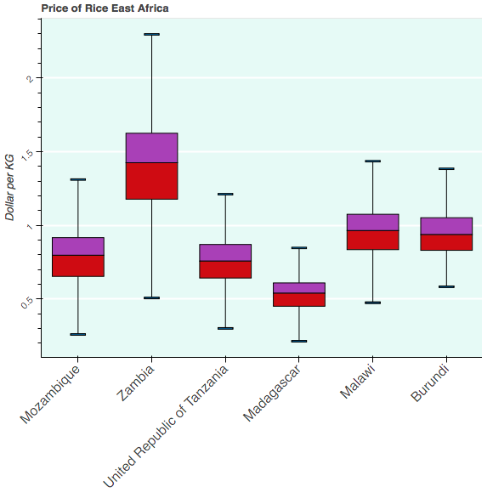 Price of Rice East Africa
Dollar per KG
2
1.5
1
0.5
Mozambique
Zambia
United Republic of Tanzania
Madagascar
Malawi
Burundi